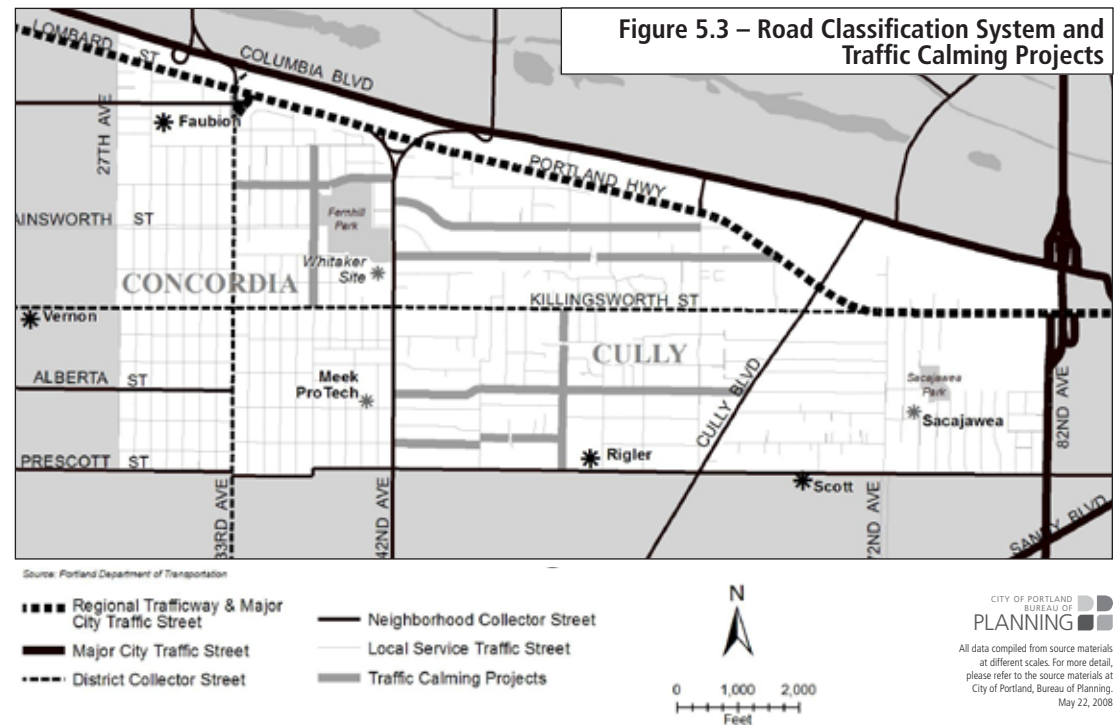 Figure 5.3 – Road Classification System and
Traffic Calming Projects
LOMBARD ST
COLUMBIA BLVD
27TH AVE
Faubion
PORTLAND HWY
AINSWORTH ST
Fernhill
Park
Whitaker
Site
CONCORDIA
KILLINGSWORTH ST
Vernon
CULLY
ALBERTA ST
Meek
ProTech
CULLY BLVD
Sacajawea
Park
Sacajawea
82ND AVE
PRESCOTT ST
Rigler
Scott
33RD AVE
42ND AVE
72ND AVE
SANDY BLVD
Source: Portland Department of Transportation
Regional Trafficway & Major
City Traffic Street
Major City Traffic Street
District Collector Street
Neighborhood Collector Street
Local Service Traffic Street
Traffic Calming Projects
N
0 1,000 2,000
Feet
CITY OF PORTLAND
BUREAU OF
PLANNING
All data compiled from source materials
at different scales. For more detail,
please refer to the source materials at
City of Portland, Bureau of Planning.
May 22, 2008